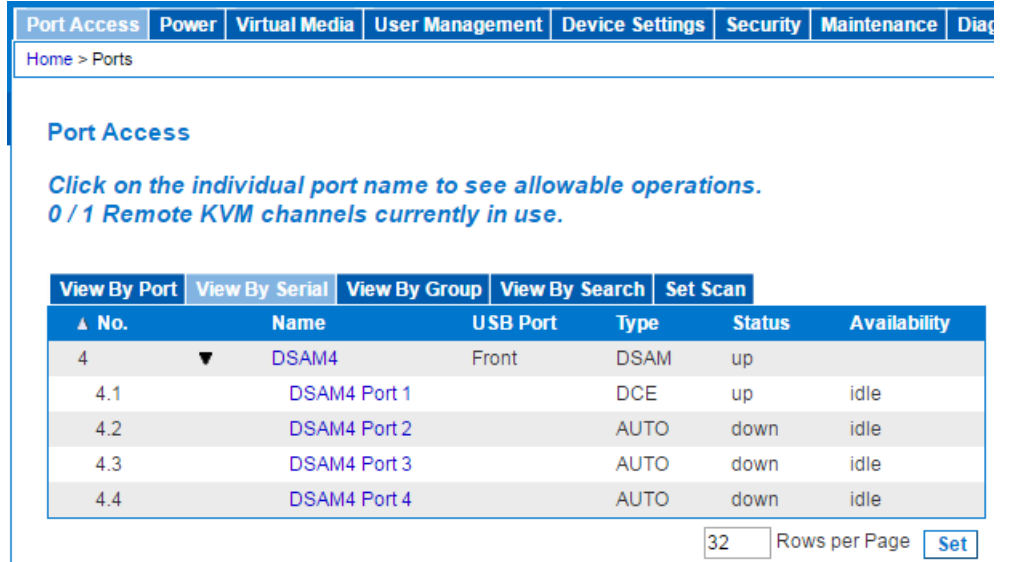 Port Access Power Virtual Media User Management Device Settings Security Maintenance
Home > Ports
Port Access
Click on the individual port name to see allowable operations.
0 / 1 Remote KVM channels currently in use.
View By Port View By Serial View By Group View By Search Set Scan
▲ No. Name USB Port Type Status Availability
4 ▼ DSAM4 Front DSAM up
4.1 DSAM4 Port 1 DCE up idle
4.2 DSAM4 Port 2 AUTO down idle
4.3 DSAM4 Port 3 AUTO down idle
4.4 DSAM4 Port 4 AUTO down idle
32 Rows per Page Set